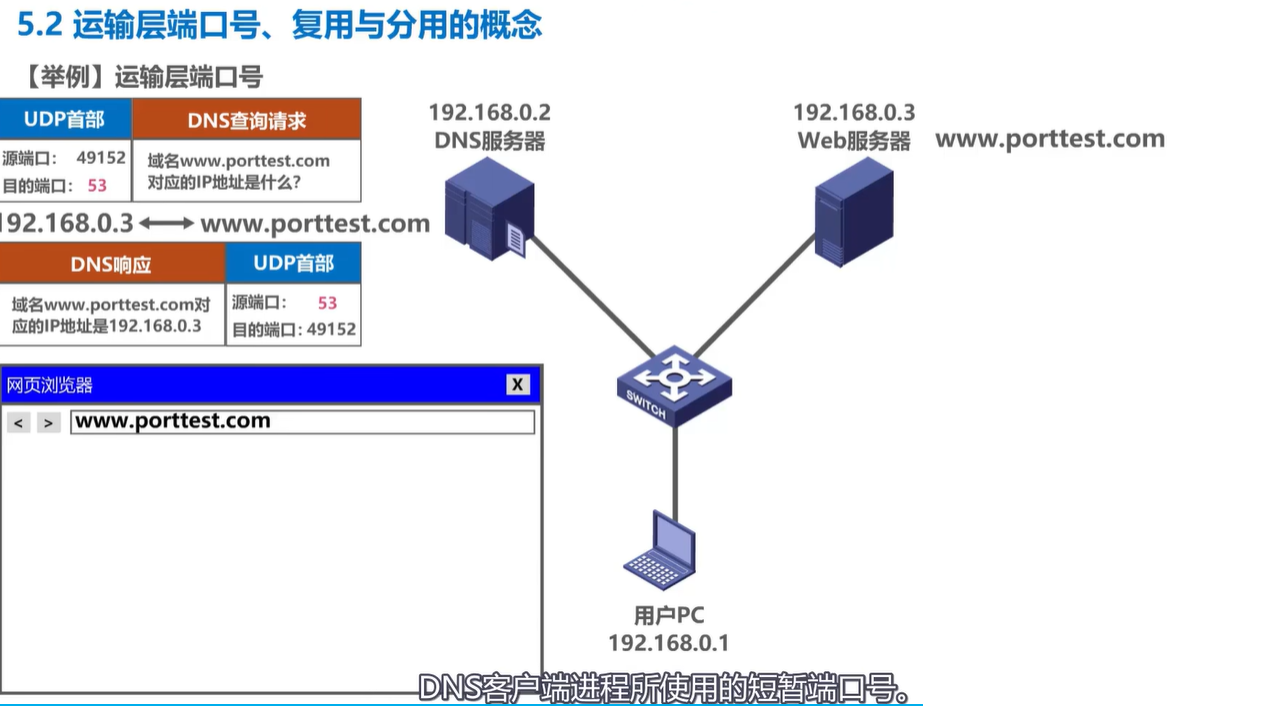 5.2 运输层端口号、复用与分用的概念
【举例】运输层端口号
UDP首部 DNS查询请求
源端口： 49152
目的端口： 53
域名www.porttest.com
对应的IP地址是什么？
192.168.0.3 www.porttest.com
DNS响应 UDP首部
域名www.porttest.com对
应的IP地址是192.168.0.3
源端口： 53
目的端口：49152
网页浏览器 X
< > www.porttest.com
192.168.0.2
DNS服务器
192.168.0.3
Web服务器
www.porttest.com
SWITCH
用户PC
192.168.0.1
DNS客户端进程所使用的短暂端口号。